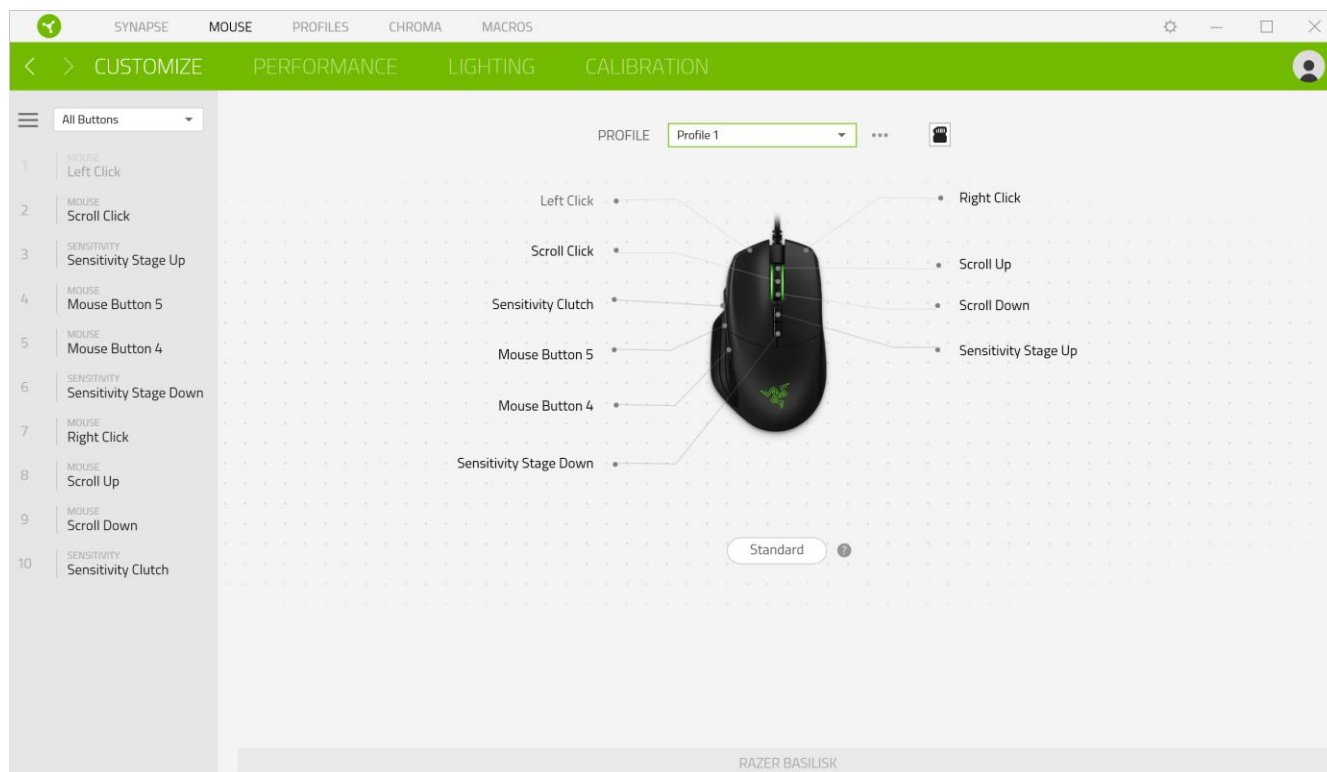 SYNAPSE MOUSE PROFILES CHROMA MACROS
CUSTOMIZE PERFORMANCE LIGHTING CALIBRATION
All Buttons
PROFILE Profile 1
1 MOUSE
Left Click
2 MOUSE
Scroll Click
3 SENSITIVITY
Sensitivity Stage Up
4 MOUSE
Mouse Button 5
5 MOUSE
Mouse Button 4
6 SENSITIVITY
Sensitivity Stage Down
7 MOUSE
Right Click
8 MOUSE
Scroll Up
9 MOUSE
Scroll Down
10 SENSITIVITY
Sensitivity Clutch
Left Click
Scroll Click
Sensitivity Clutch
Mouse Button 5
Mouse Button 4
Sensitivity Stage Down
Right Click
Scroll Up
Scroll Down
Sensitivity Stage Up
Standard ?
RAZER BASILISK